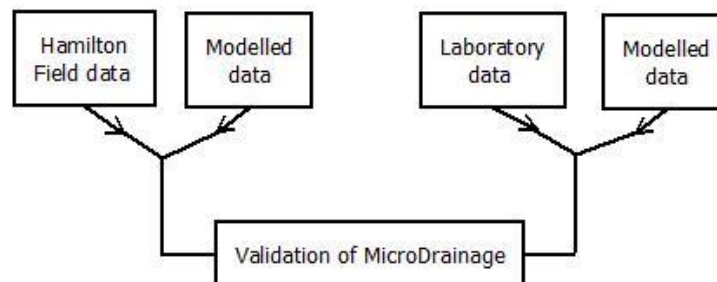 Hamilton
Field data
Modelled
data
Laboratory
data
Modelled
data
Validation of MicroDrainage